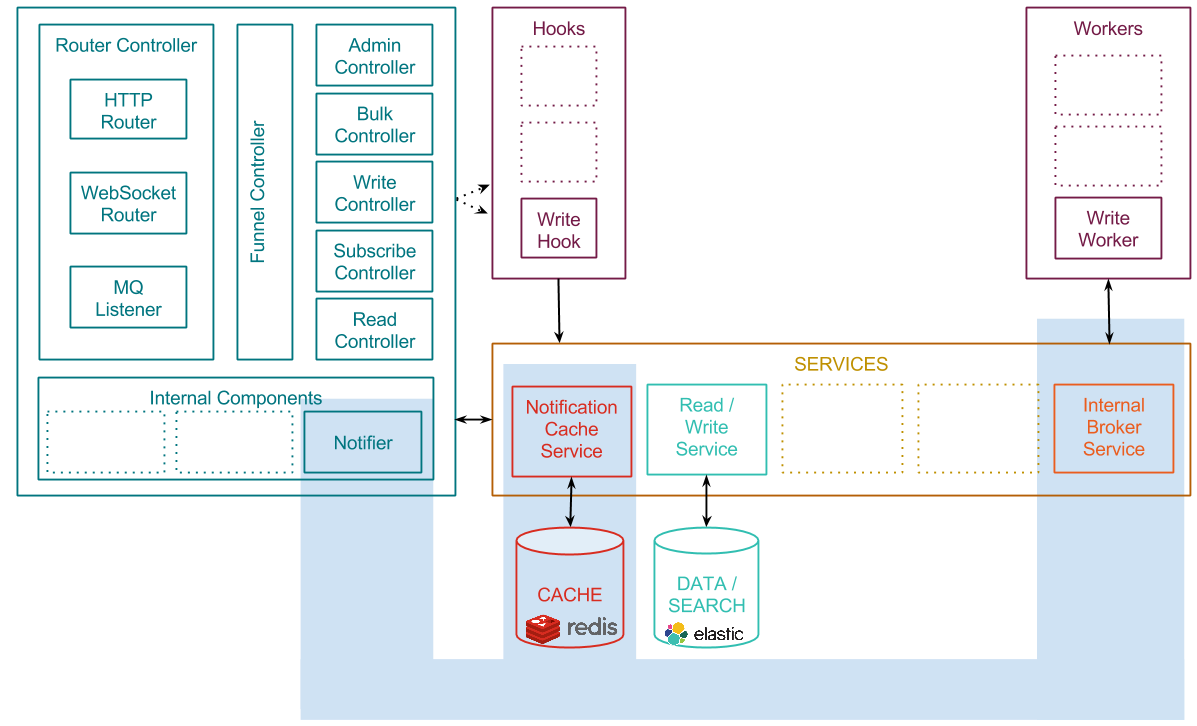 Router Controller
HTTP
Router
WebSocket
Router
MQ
Listener
Funnel Controller
Admin
Controller
Bulk
Controller
Write
Controller
Subscribe
Controller
Read
Controller
Internal Components
Notifier
Hooks
Write
Hook
Workers
Write
Worker
SERVICES
Notification
Cache
Service
Read /
Write
Service
Internal
Broker
Service
CACHE
redis
DATA /
SEARCH
elastic